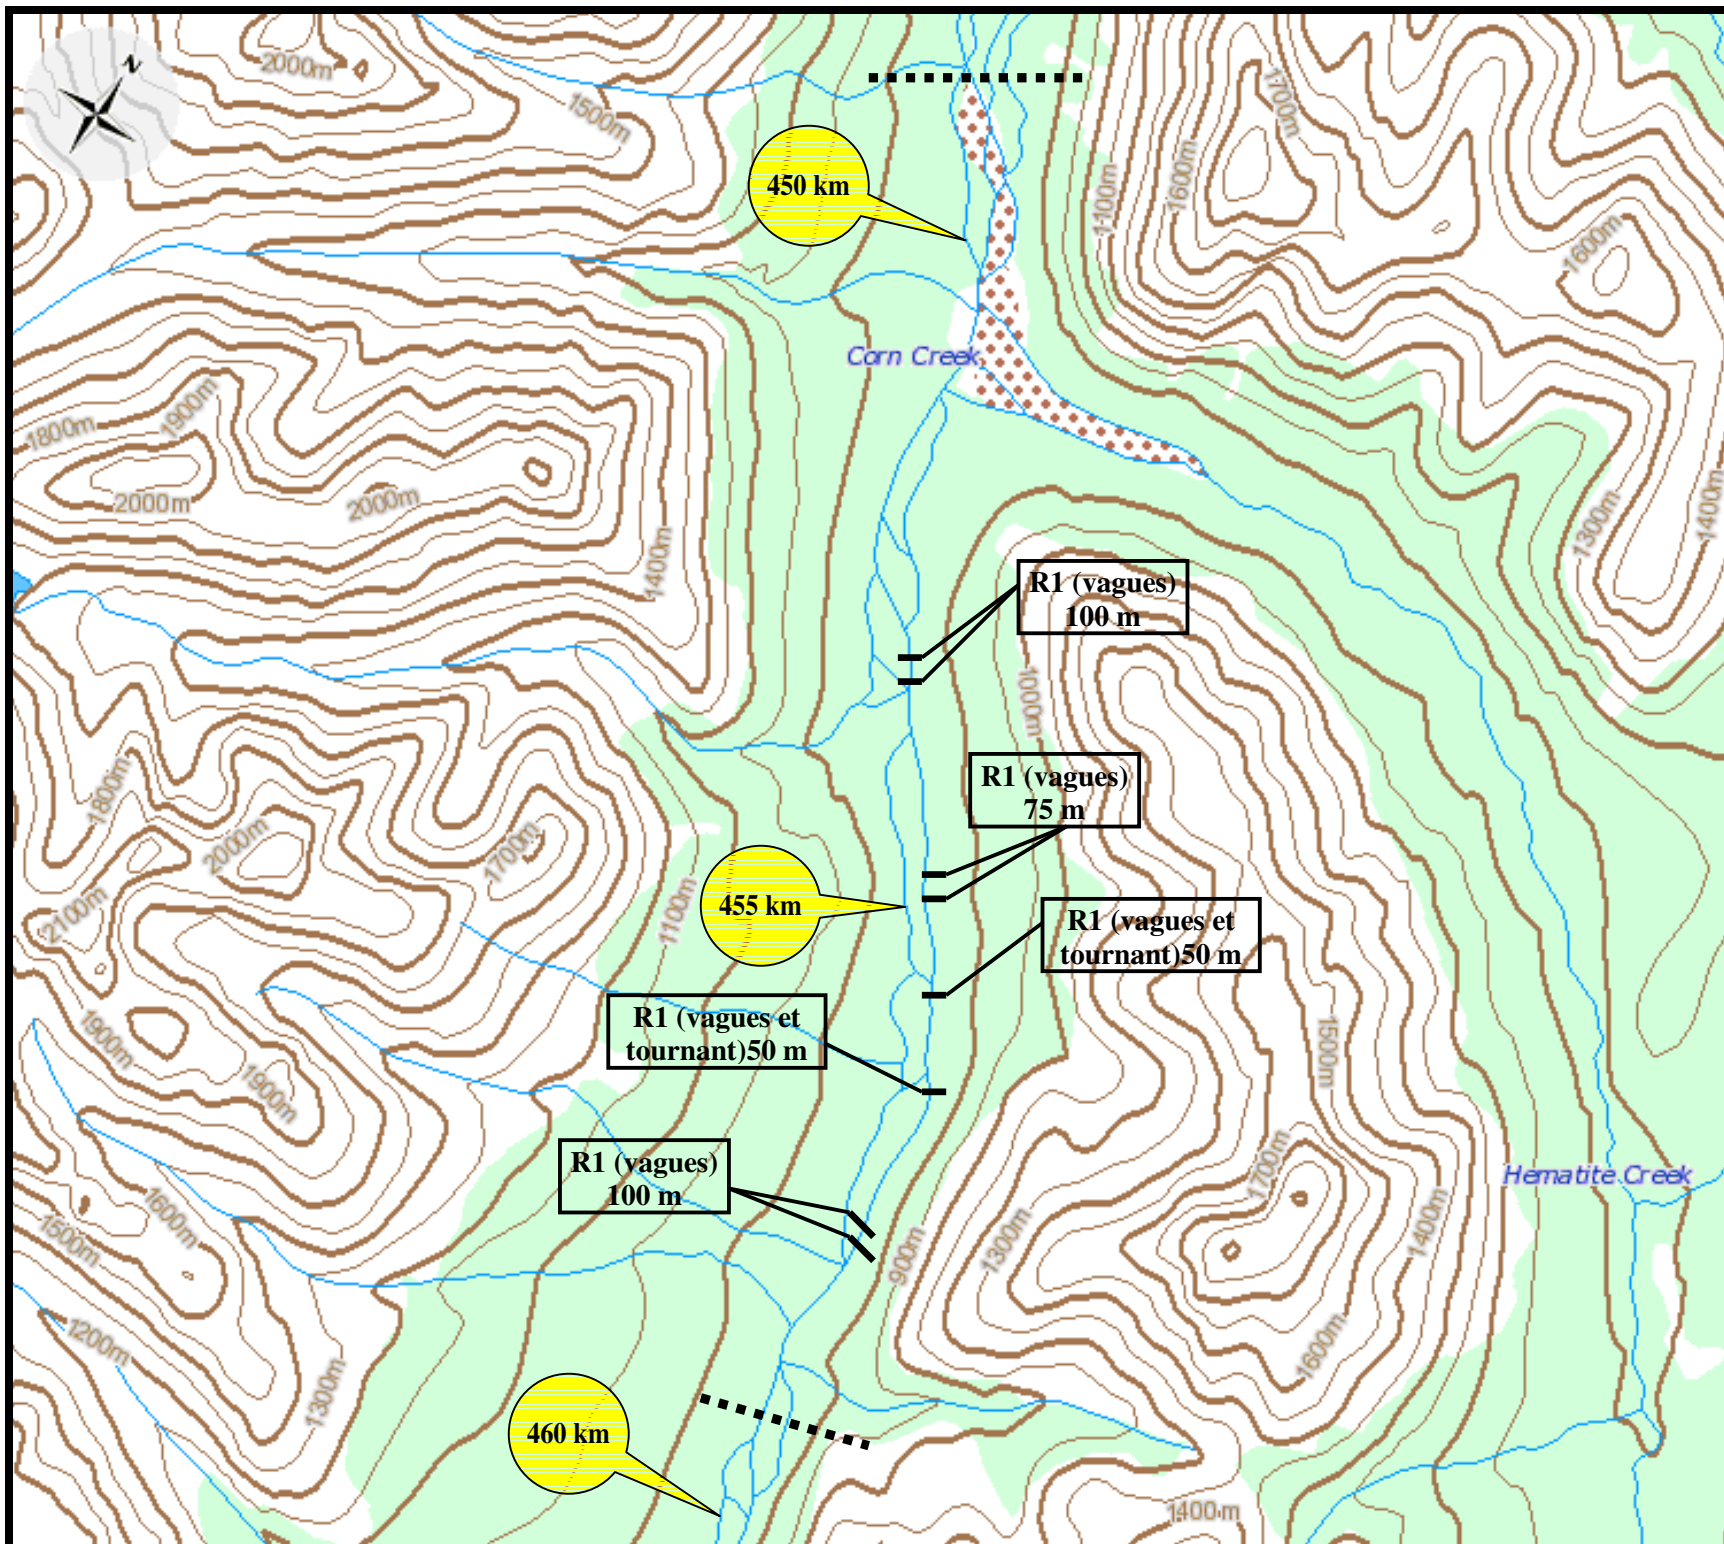 N
2000m
1500m
1700m
450 km
1100m
1600m
1600m
Corn Creek
1900m
1800m
2000m
2000m
1300m
1400m
1400m
R1 (vagues)
100 m
1000m
R1 (vagues)
75 m
1800m
2000m
1700m
2100m
1100m
455 km
R1 (vagues et
tournant)50 m
R1 (vagues et
tournant)50 m
1900m
1900m
1500m
R1 (vagues)
100 m
1700m
Hematite Creek
1600m
1500m
900m
1300m
1400m
1200m
1300m
1600m
460 km
1400m